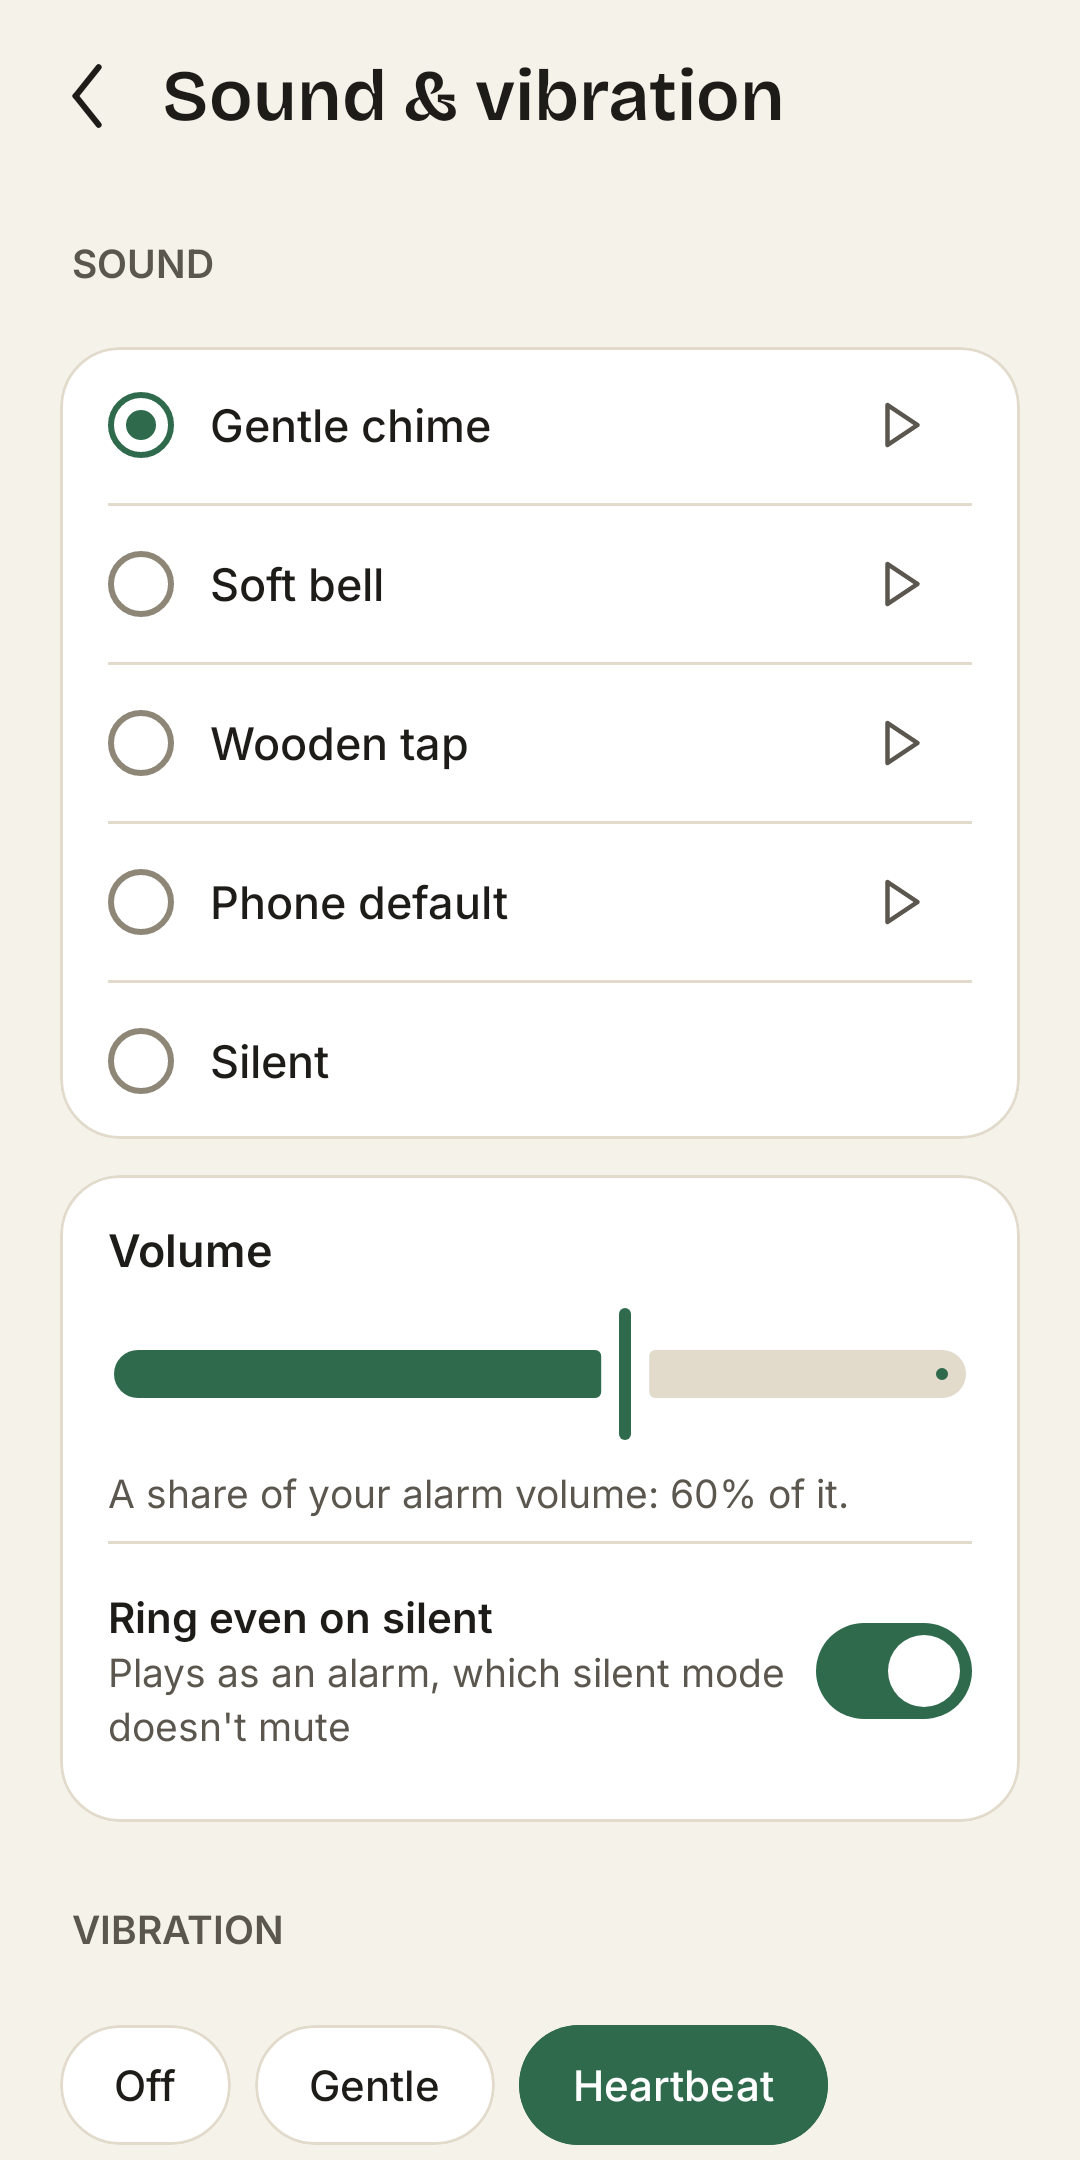 Sound & vibration
SOUND
Gentle chime
Soft bell
Wooden tap
Phone default
Silent
Volume
A share of your alarm volume: 60% of it.
Ring even on silent
Plays as an alarm, which silent mode
doesn't mute
VIBRATION
Off
Gentle
Heartbeat